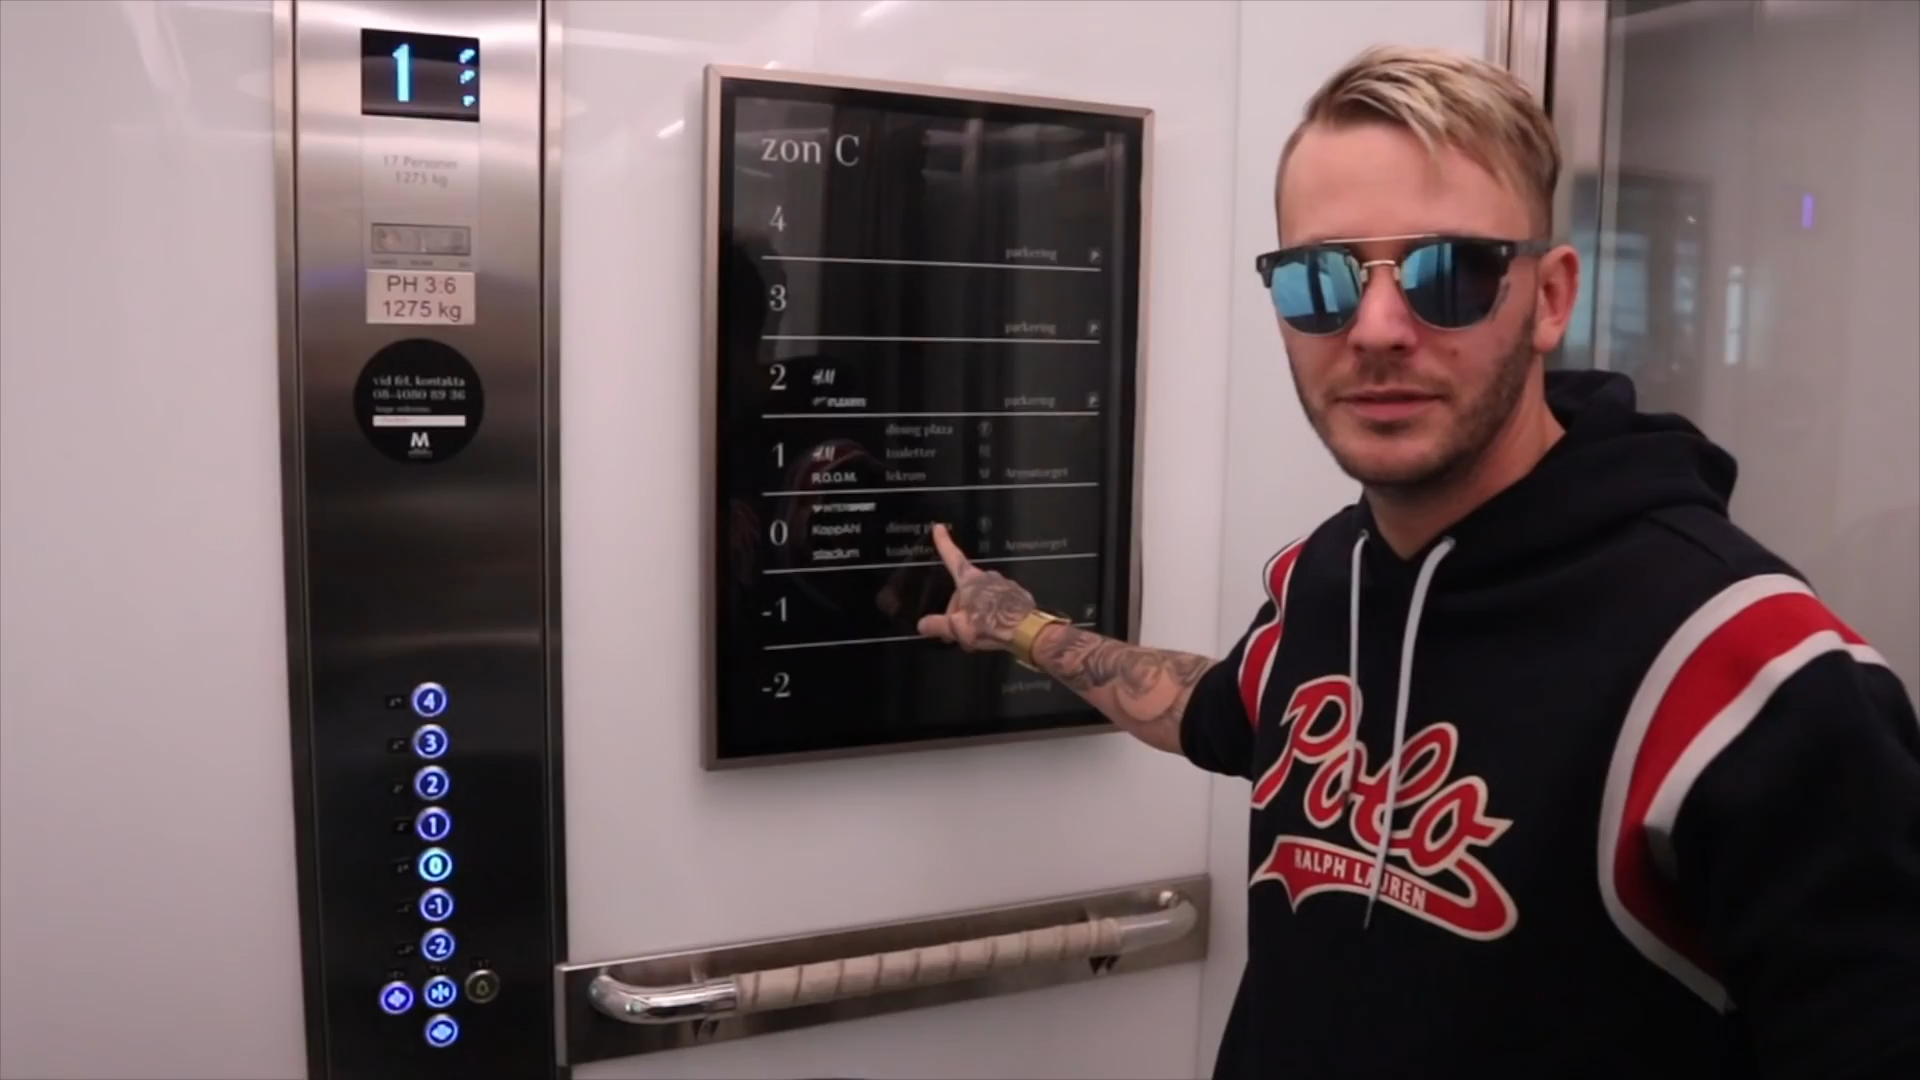 1
17 Personer
1275 kg
PH 3:6
1275 kg
vid fel, kontakta
08-4080 89 36
M
4
3
2
1
0
-1
-2
zon C
4
parkering P
3
parkering P
2 H&M
parkering P
dining plaza
1 H&M toaletter
R.O.O.M. lekrum Arenatorget
INTERSPORT
0 KappAhl dining
stadium toaletter Arenatorget
-1 P
-2 parkering
Polo
RALPH LAUREN